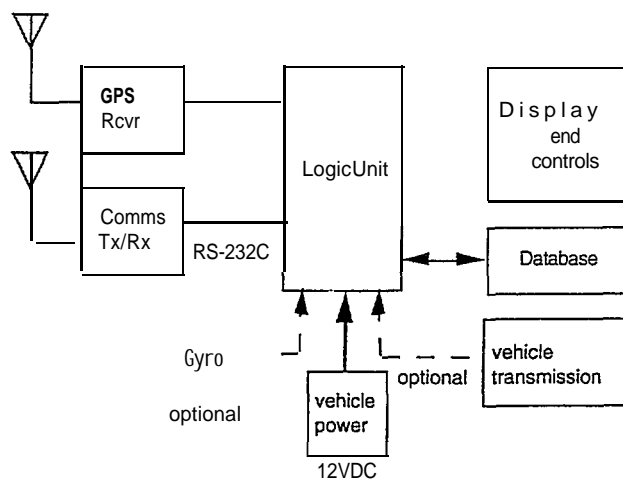 GPS
Rcvr
Comms
Tx/Rx
RS-232C
LogicUnit
Display
end
controls
Database
Gyro
optional
vehicle
power
12VDC
optional
vehicle
transmission